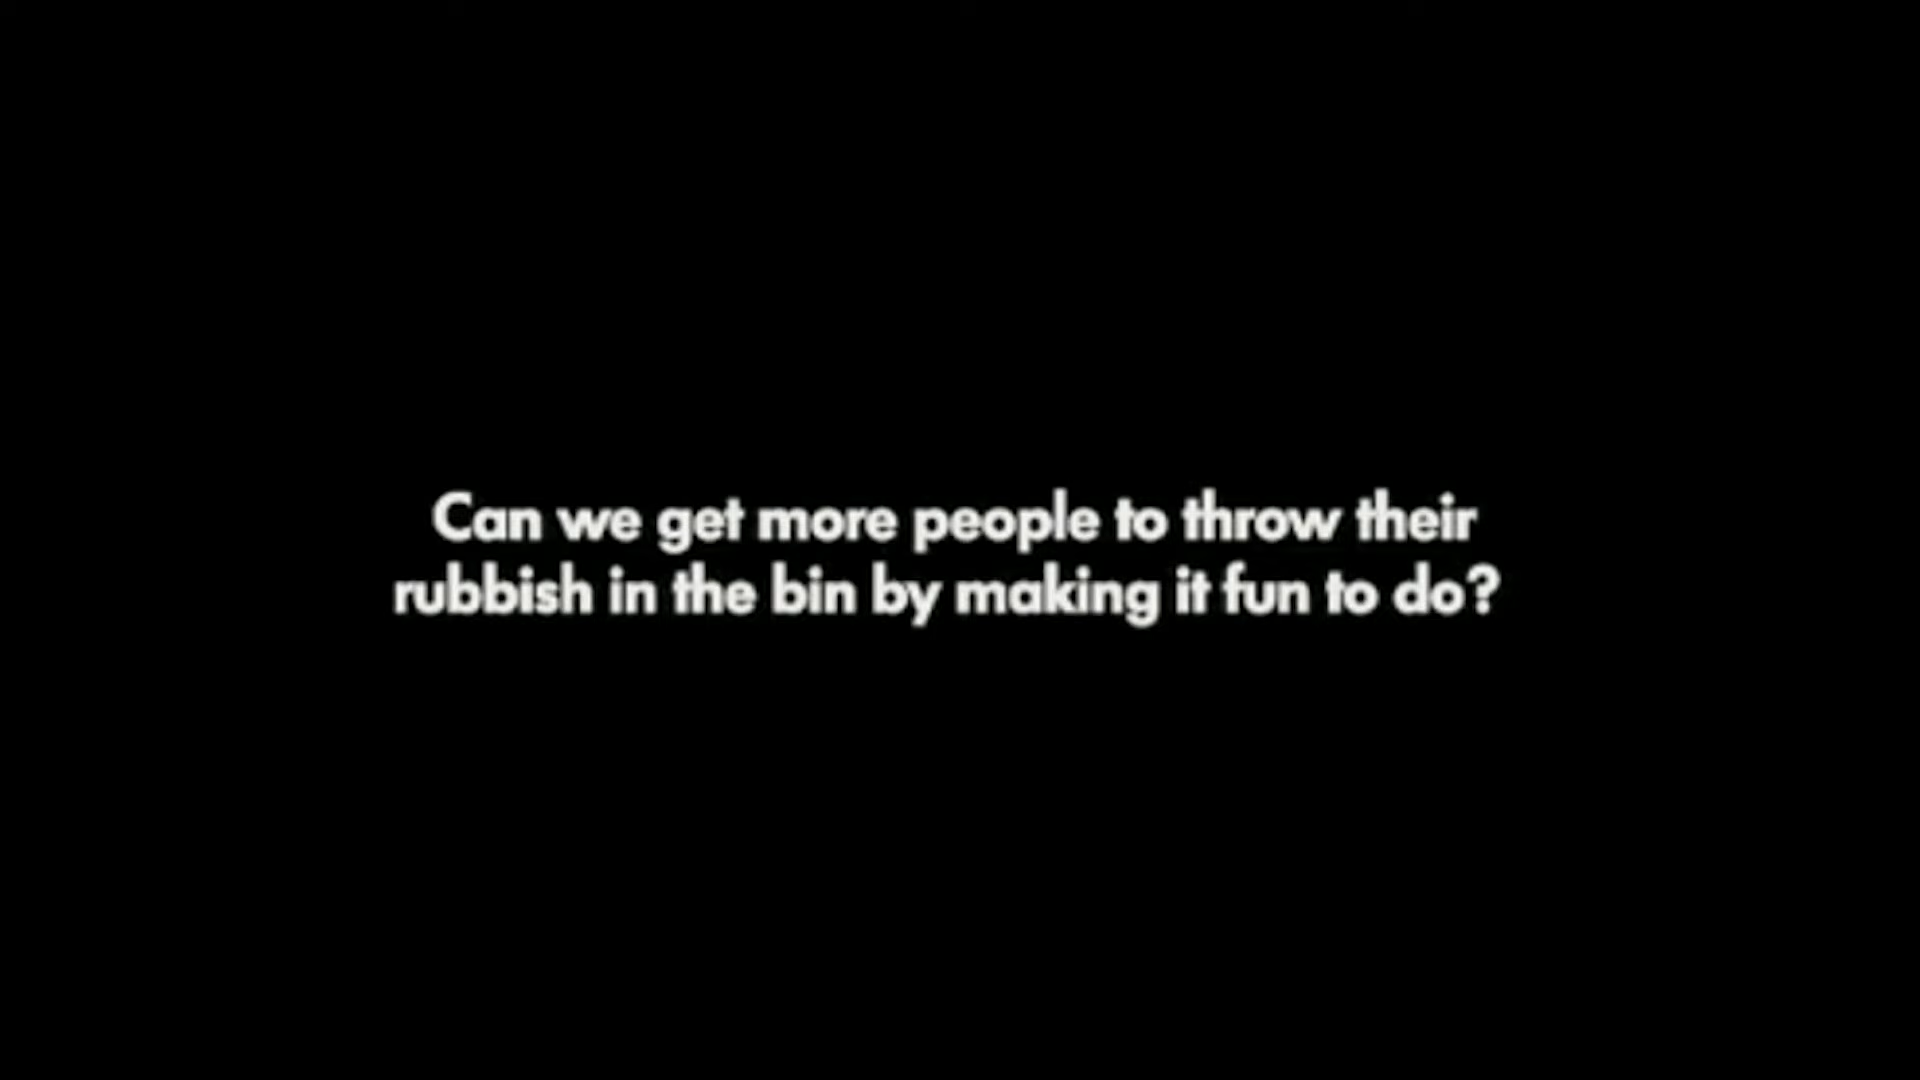 Can we get more people to throw their
rubbish in the bin by making it fun to do?